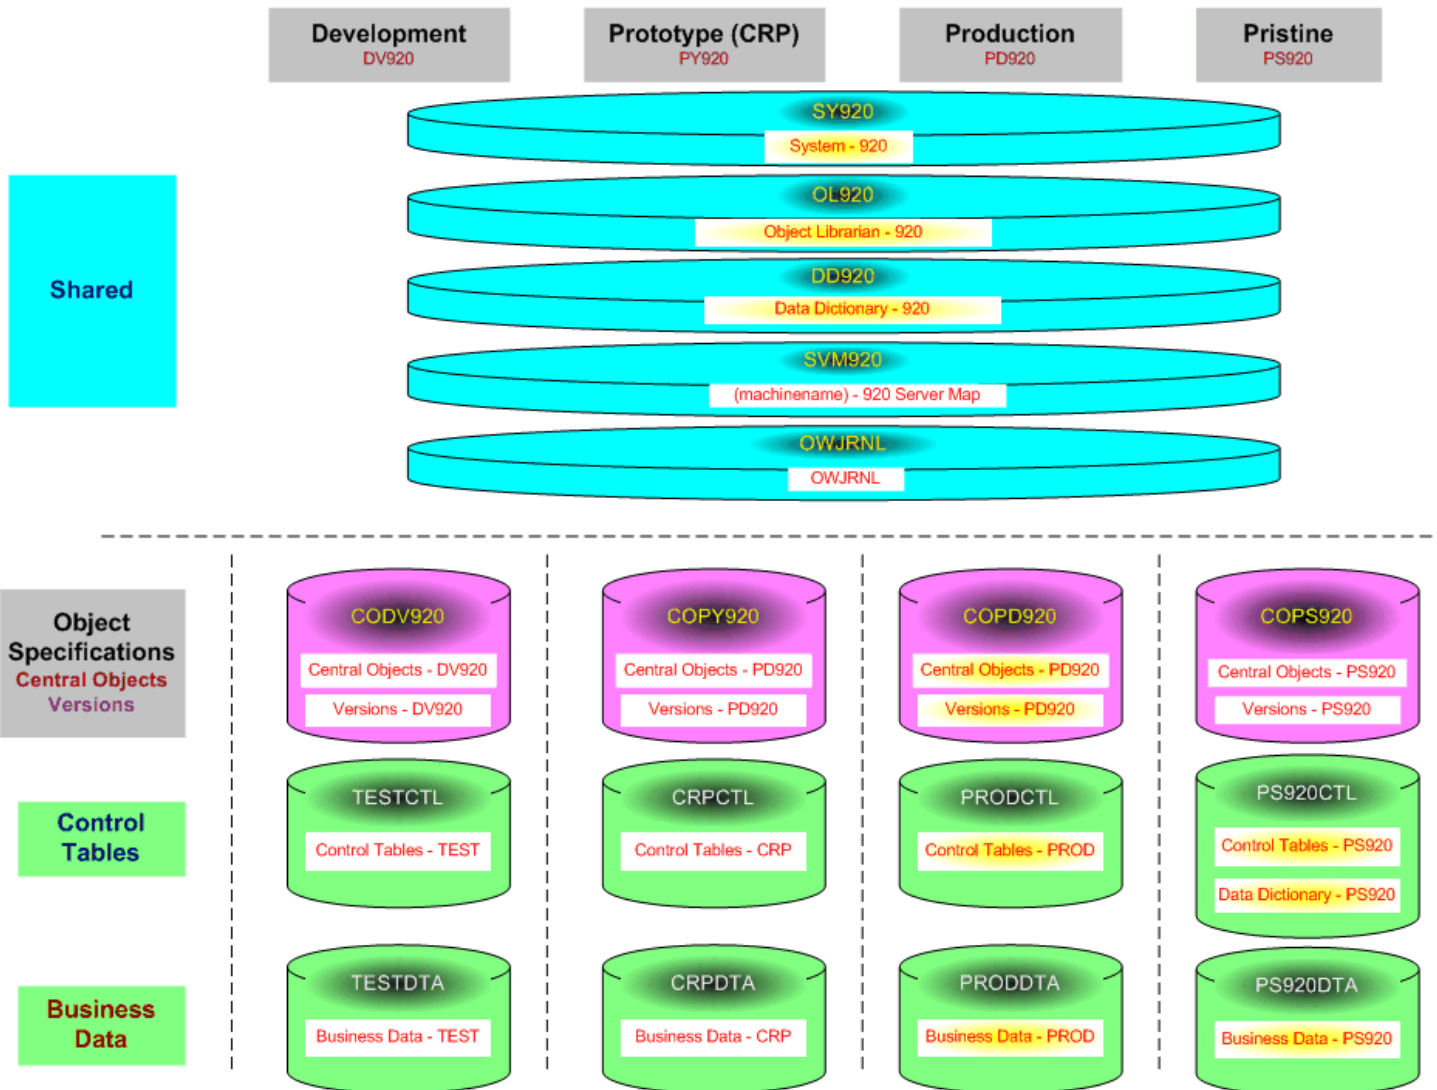 Development
DV920
Prototype (CRP)
PY920
Production
PD920
Pristine
PS920
Shared
SY920
System - 920
OL920
Object Librarian - 920
DD920
Data Dictionary - 920
SVM920
(machinename) - 920 Server Map
OWJRNL
OWJRNL
Object
Specifications
Central Objects
Versions
CODV920
Central Objects - DV920
Versions - DV920
COPY920
Central Objects - PD920
Versions - PD920
COPD920
Central Objects - PD920
Versions - PD920
COPS920
Central Objects - PS920
Versions - PS920
Control
Tables
TESTCTL
Control Tables - TEST
CRPCTL
Control Tables - CRP
PRODCTL
Control Tables - PROD
PS920CTL
Control Tables - PS920
Data Dictionary - PS920
Business
Data
TESTDTA
Business Data - TEST
CRPDTA
Business Data - CRP
PRODDTA
Business Data - PROD
PS920DTA
Business Data - PS920